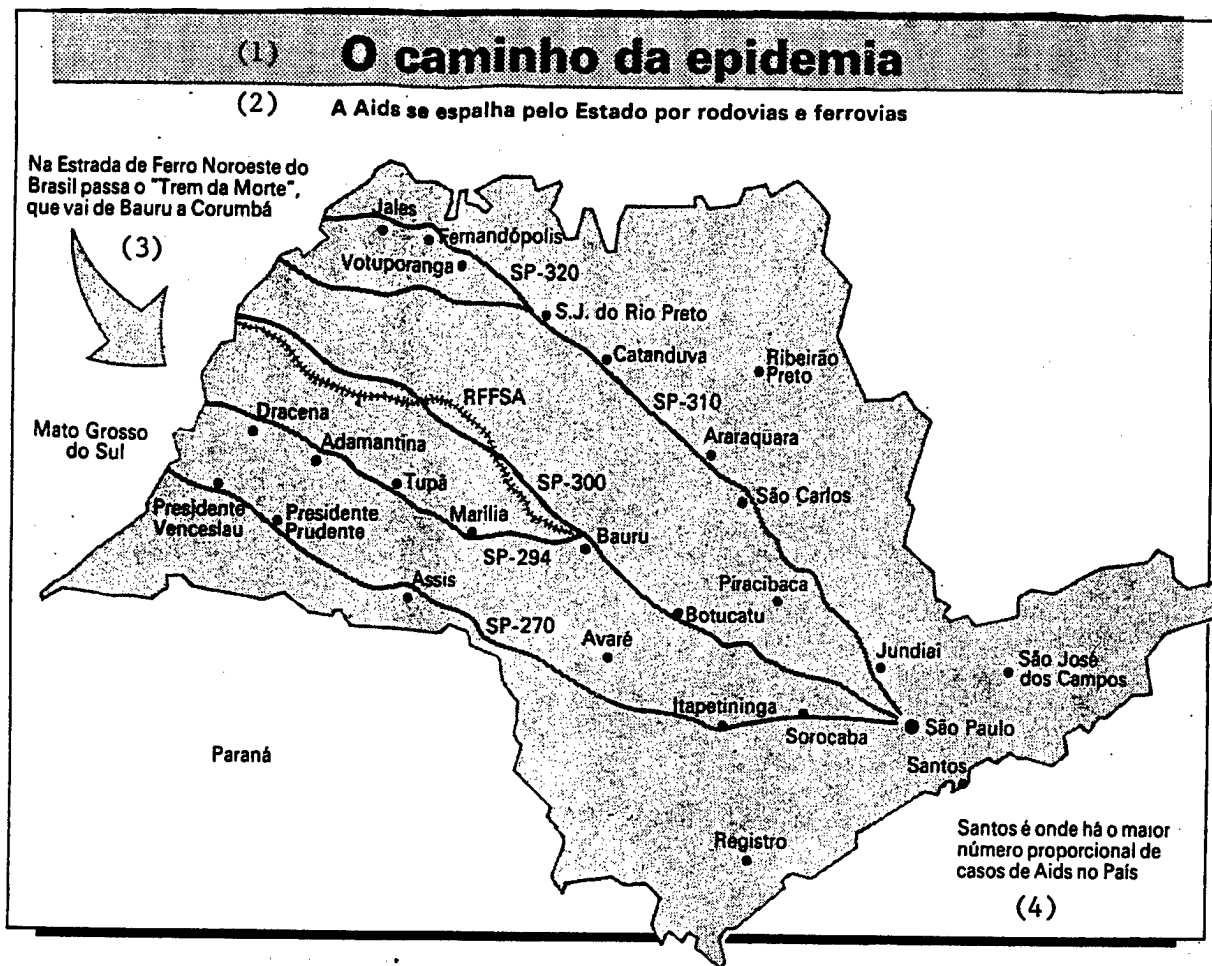 (1) O caminho da epidemia
(2) A Aids se espalha pelo Estado por rodovias e ferrovias
Na Estrada de Ferro Noroeste do
Brasil passa o "Trem da Morte",
que vai de Bauru a Corumbá
(3)
Jales
Fernandópolis
Votuporanga
SP-320
S.J. do Rio Preto
Catanduva
Ribeirão
Preto
RFFSA
SP-310
Dracena
Mato Grosso
do Sul
Adamantina
Araraquara
Tupã
SP-300
São Carlos
Presidente
Venceslau
Presidente
Prudente
Marília
Bauru
SP-294
Assis
Piracibaca
Botucatu
SP-270
Avaré
Jundiai
São José
dos Campos
Itapetininga
Sorocaba
São Paulo
Paraná
Santos
Registro
Santos é onde há o maior
número proporcional de
casos de Aids no País
(4)